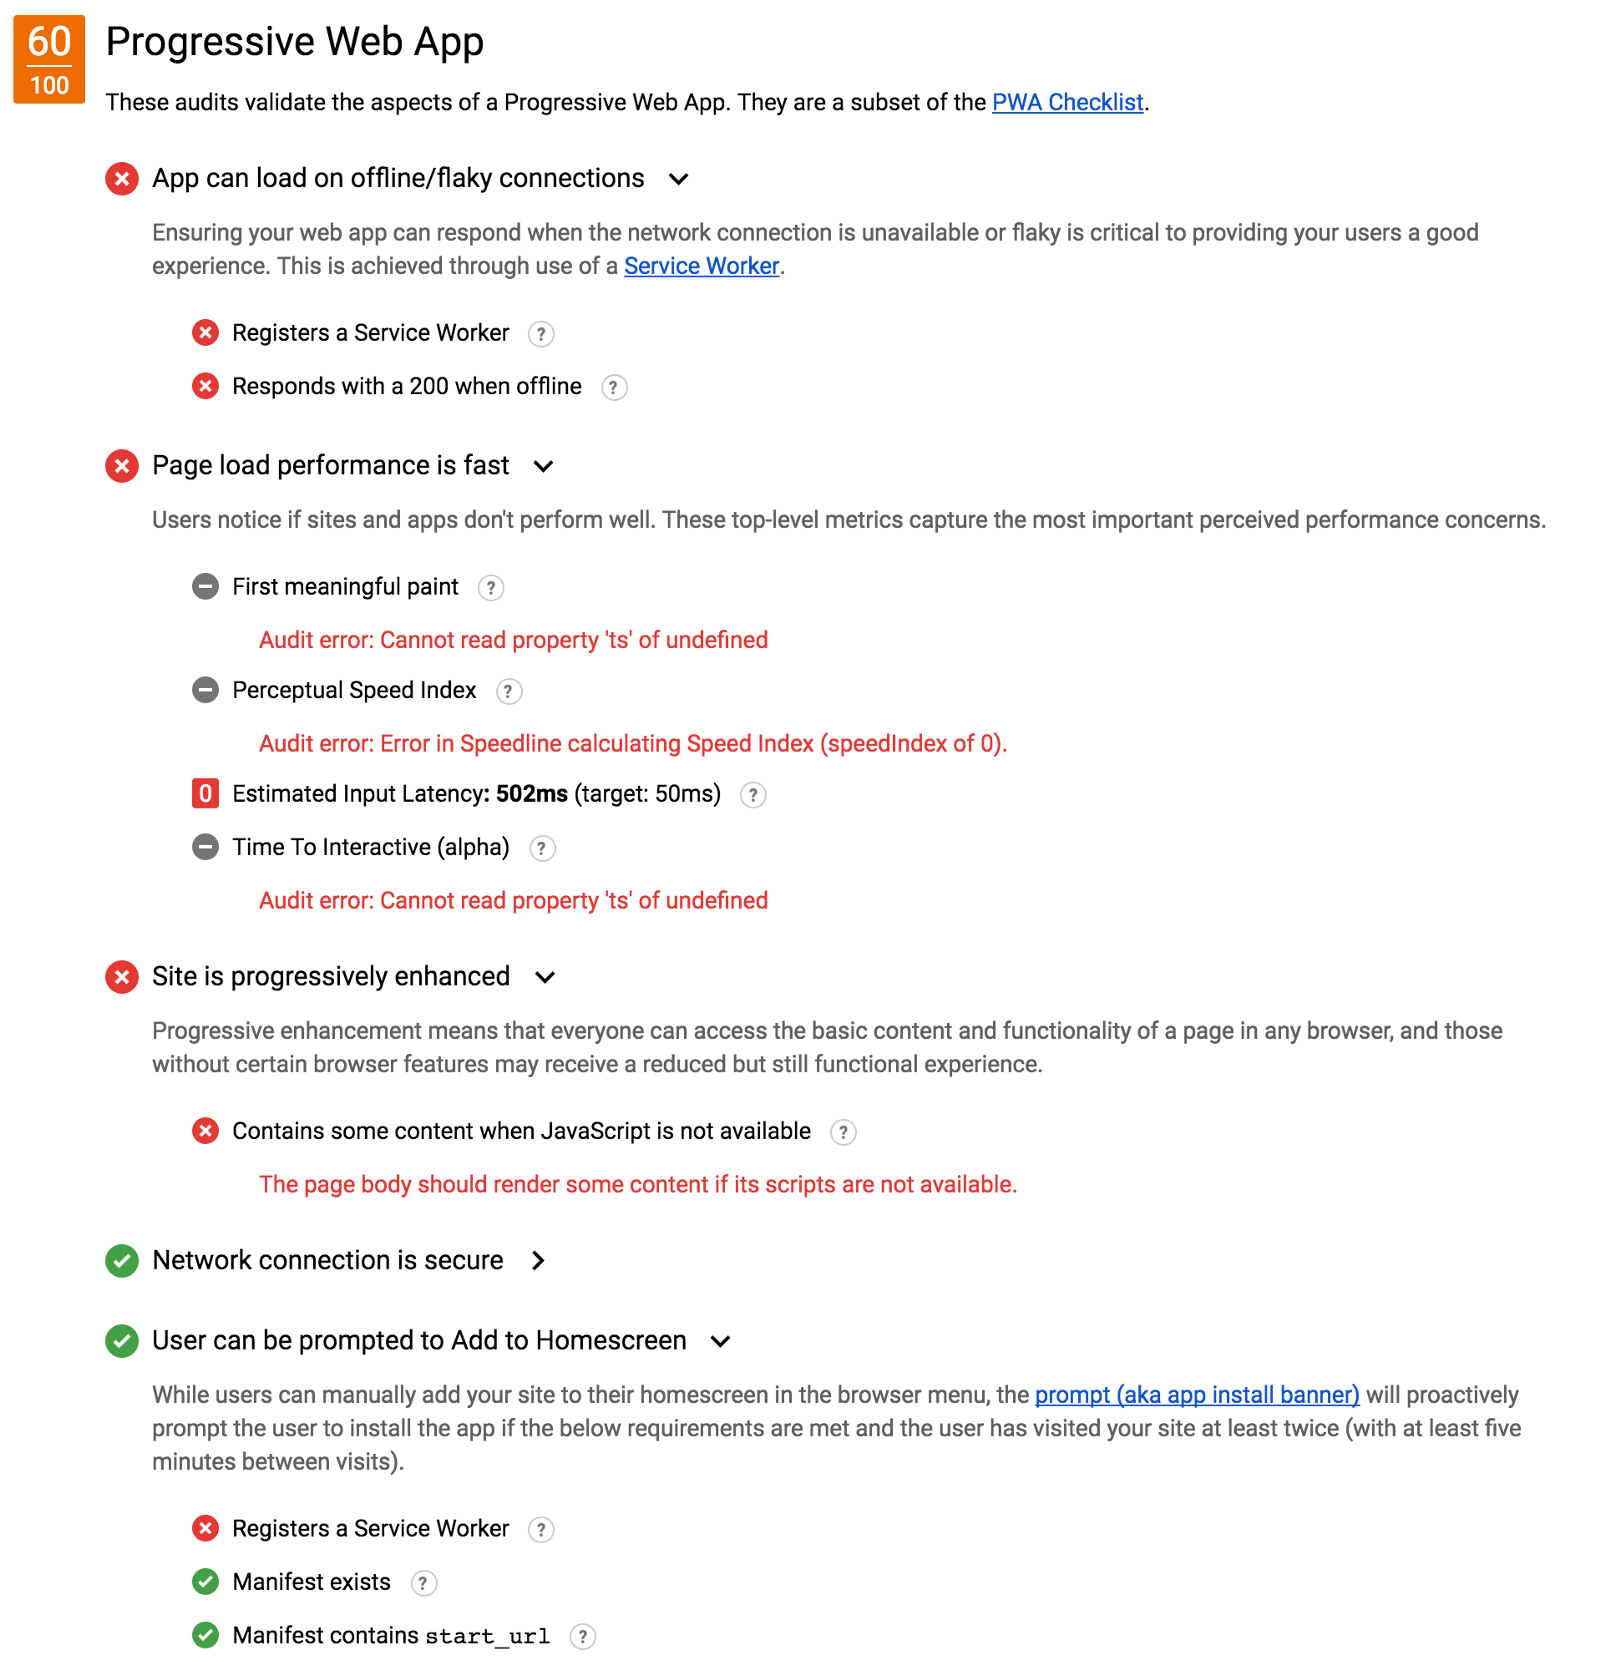 60
100
Progressive Web App
These audits validate the aspects of a Progressive Web App. They are a subset of the PWA Checklist.
App can load on offline/flaky connections
Ensuring your web app can respond when the network connection is unavailable or flaky is critical to providing your users a good
experience. This is achieved through use of a Service Worker.
Registers a Service Worker ?
Responds with a 200 when offline ?
Page load performance is fast
Users notice if sites and apps don't perform well. These top-level metrics capture the most important perceived performance concerns.
First meaningful paint ?
Audit error: Cannot read property 'ts' of undefined
Perceptual Speed Index ?
Audit error: Error in Speedline calculating Speed Index (speedIndex of 0).
0 Estimated Input Latency: 502ms (target: 50ms) ?
Time To Interactive (alpha) ?
Audit error: Cannot read property 'ts' of undefined
Site is progressively enhanced
Progressive enhancement means that everyone can access the basic content and functionality of a page in any browser, and those
without certain browser features may receive a reduced but still functional experience.
Contains some content when JavaScript is not available ?
The page body should render some content if its scripts are not available.
Network connection is secure
User can be prompted to Add to Homescreen
While users can manually add your site to their homescreen in the browser menu, the prompt (aka app install banner) will proactively
prompt the user to install the app if the below requirements are met and the user has visited your site at least twice (with at least five
minutes between visits).
Registers a Service Worker ?
Manifest exists ?
Manifest contains start_url ?